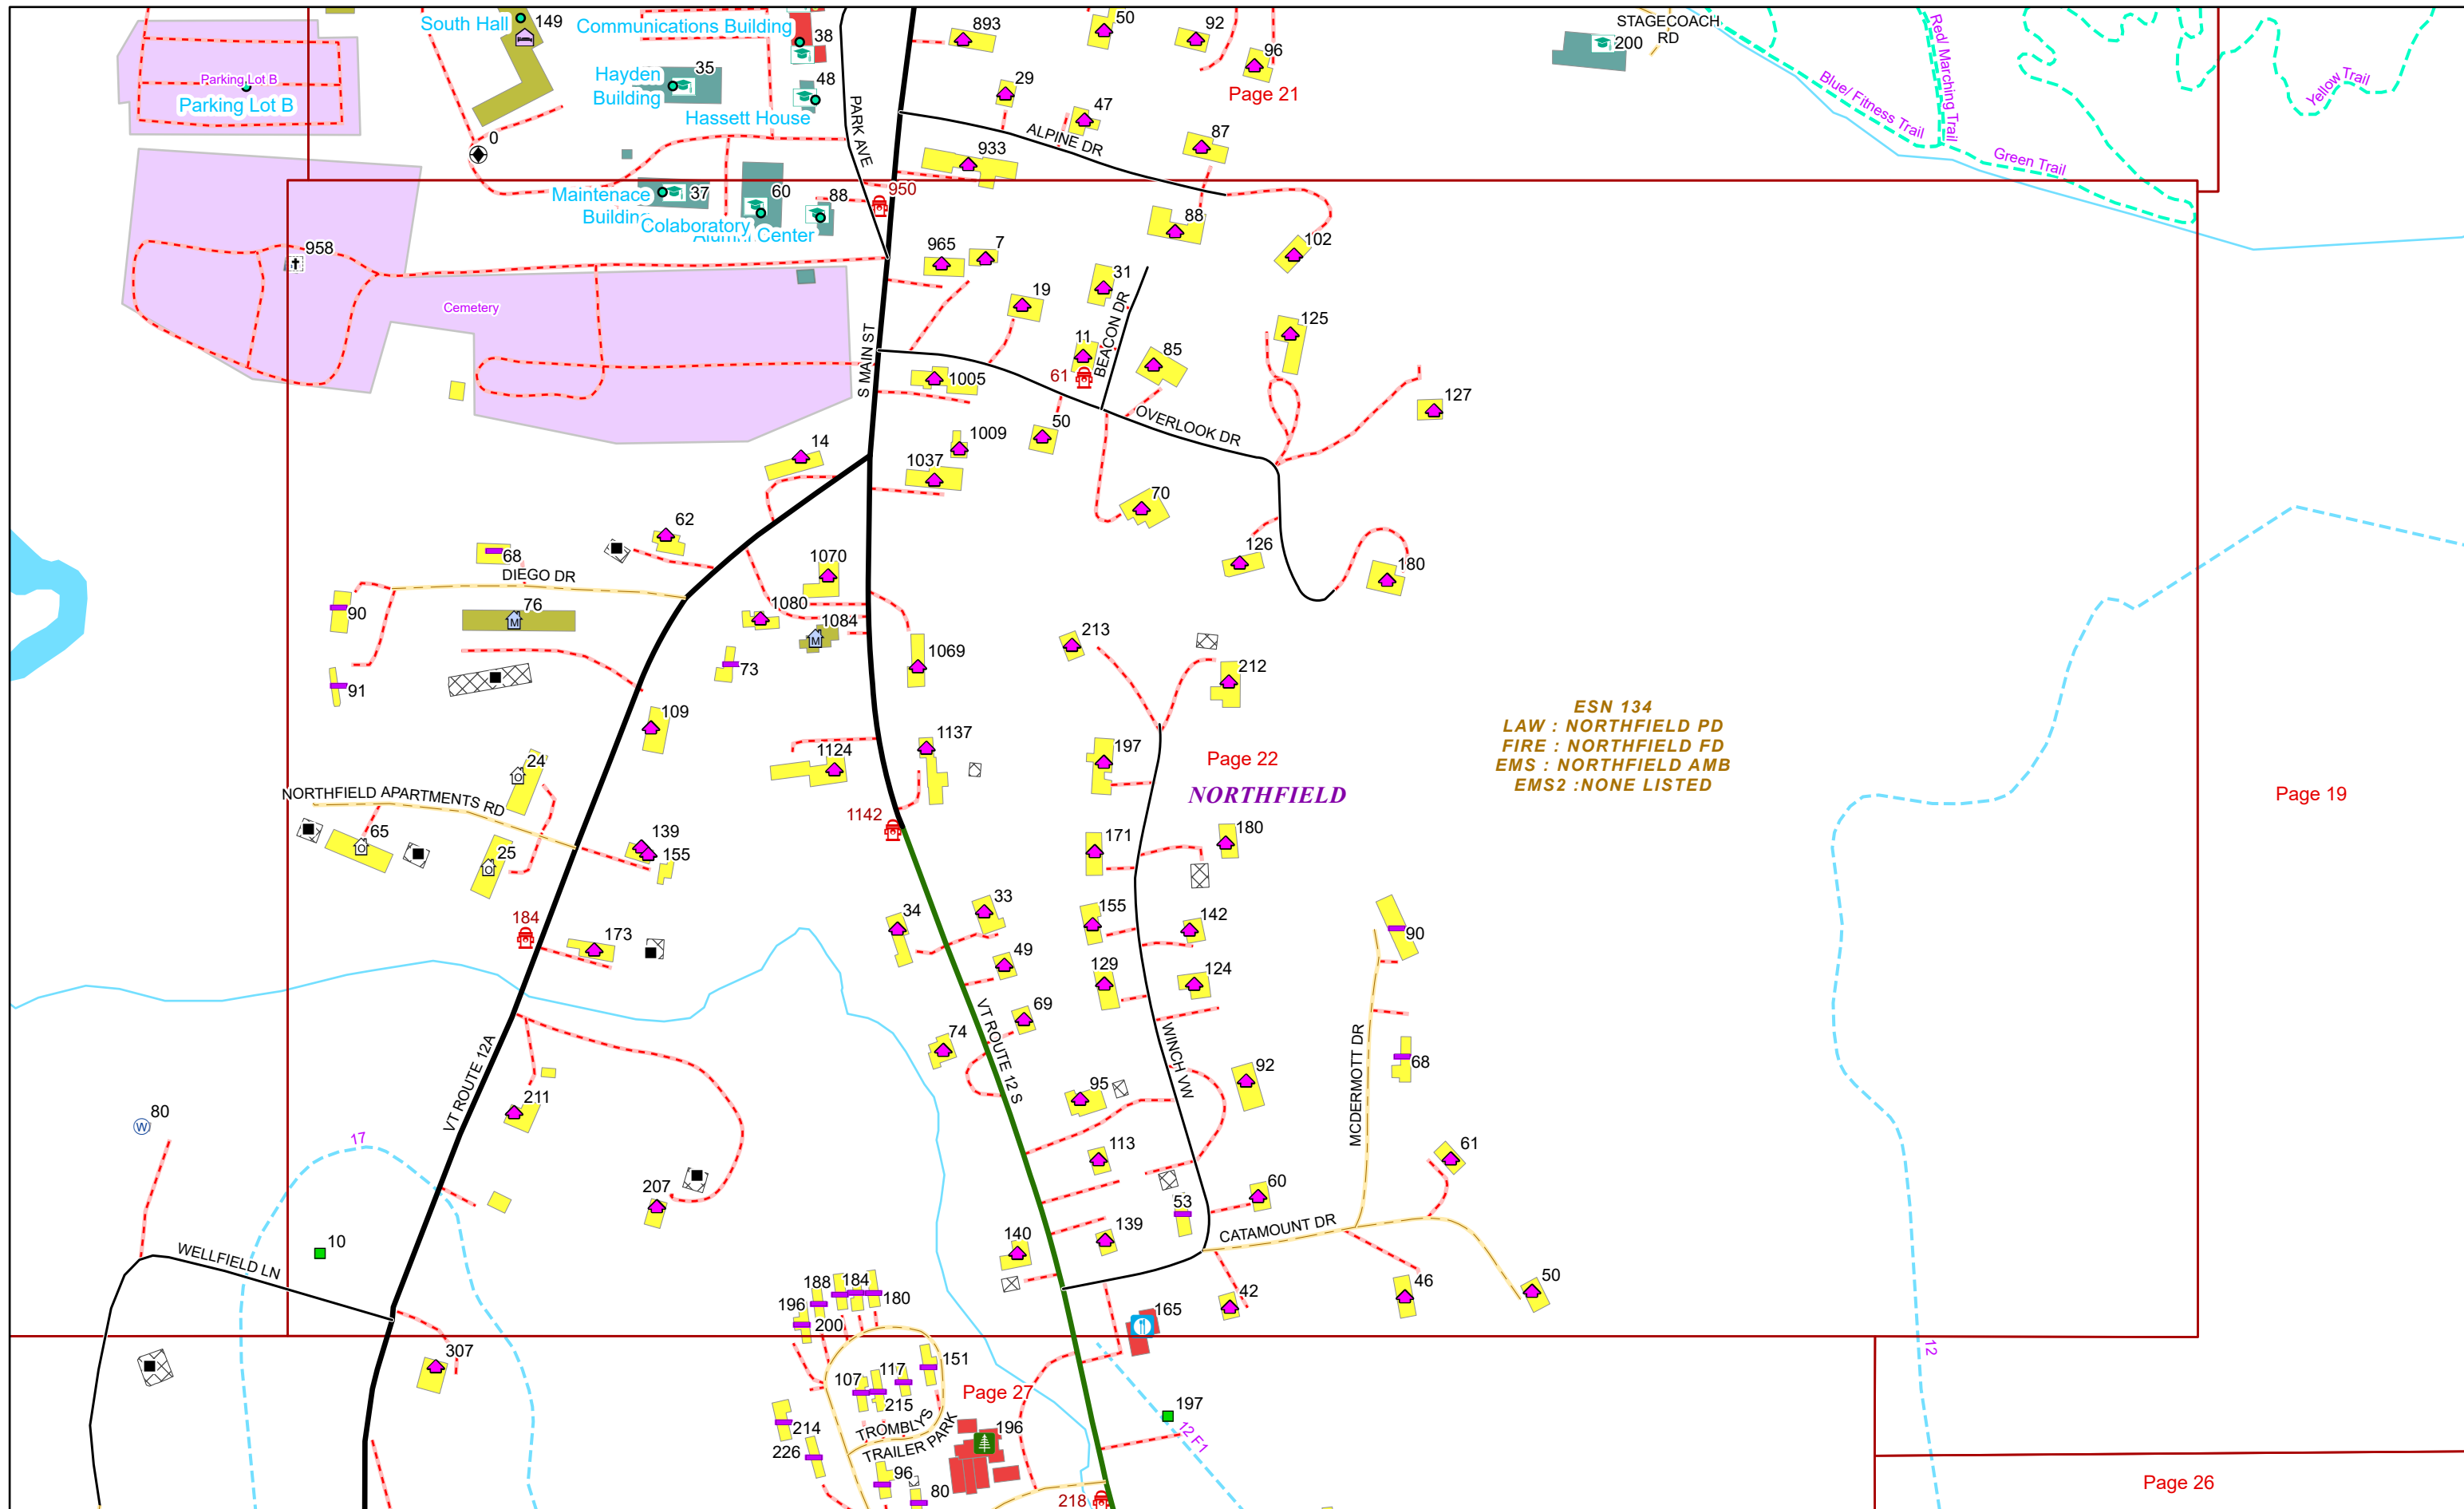 South Hall
149
Communications Building
38
893
50
92
96
STAGECOACH
RD
200
Red/ Marching Trail
Blue/ Fitness Trail
Yellow Trail
Green Trail
Parking Lot B
Parking Lot B
Hayden
Building
35
48
Hassett House
PARK AVE
29
47
Page 21
ALPINE DR
87
0
933
Maintenace
Building
37
60
88
Colaboratory
Alumni Center
950
88
102
958
965
7
31
19
125
Cemetery
S MAIN ST
11
BEACON DR
85
61
1005
127
OVERLOOK DR
50
14
1009
1037
70
62
68
DIEGO DR
1070
126
180
90
76
1080
1084
213
212
73
1069
91
109
1137
1124
197
Page 22
NORTHFIELD
ESN 134
LAW : NORTHFIELD PD
FIRE : NORTHFIELD FD
EMS : NORTHFIELD AMB
EMS2 :NONE LISTED
Page 19
24
NORTHFIELD APARTMENTS RD
65
25
139
155
1142
171
180
184
173
34
33
49
155
142
90
129
124
69
74
VT ROUTE 12 S
WINCH VW
MCDERMOTT DR
68
VT ROUTE 12A
211
95
92
80
17
113
61
207
60
53
10
WELLFIELD LN
140
139
CATAMOUNT DR
46
50
42
188
184
180
196
200
165
307
151
117
107
215
Page 27
12
197
12 F1
214
226
TROMBLYS
TRAILER PARK
196
96
80
218
Page 26
M
M
O
O
O
W